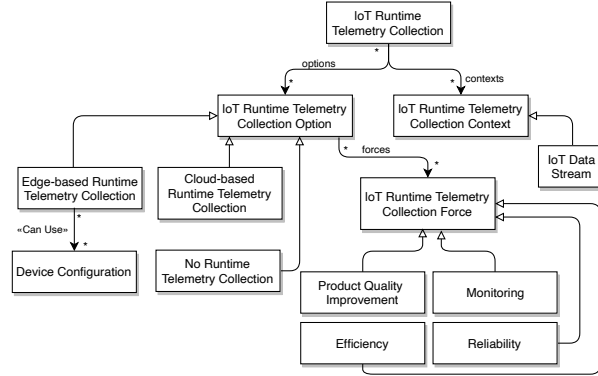 IoT Runtime
Telemetry Collection
*
options
contexts
*
*
IoT Runtime Telemetry
Collection Option
IoT Runtime Telemetry
Collection Context
*
forces
*
Edge-based Runtime
Telemetry Collection
Cloud-based
Runtime Telemetry
Collection
IoT Runtime Telemetry
Collection Force
IoT Data
Stream
*
«Can Use»
*
Device Configuration
No Runtime
Telemetry Collection
Product Quality
Improvement
Monitoring
Efficiency
Reliability